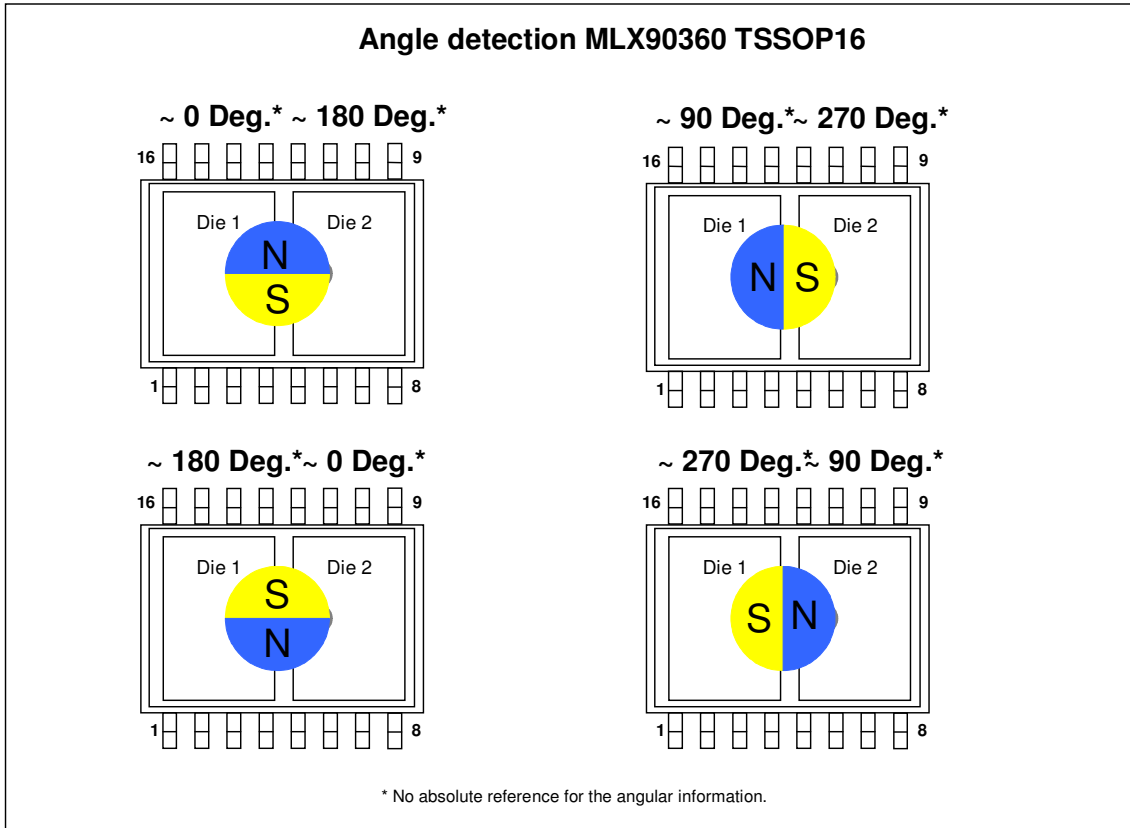 Angle detection MLX90360 TSSOP16
~ 0 Deg.* ~ 180 Deg.*
16 9
Die 1 Die 2
N
S
1 8
~ 90 Deg.* ~ 270 Deg.*
16 9
Die 1 Die 2
N S
1 8
~ 180 Deg.* ~ 0 Deg.*
16 9
Die 1 Die 2
S
N
1 8
~ 270 Deg.* ~ 90 Deg.*
16 9
Die 1 Die 2
S N
1 8
* No absolute reference for the angular information.